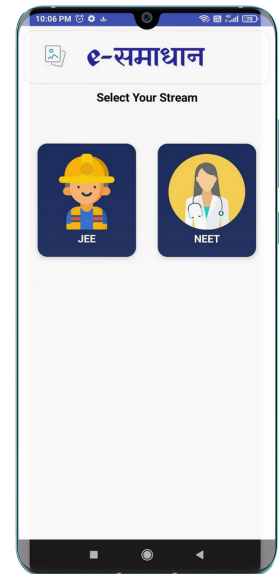 10:06 PM
e-समाधान
Select Your Stream
JEE
NEET